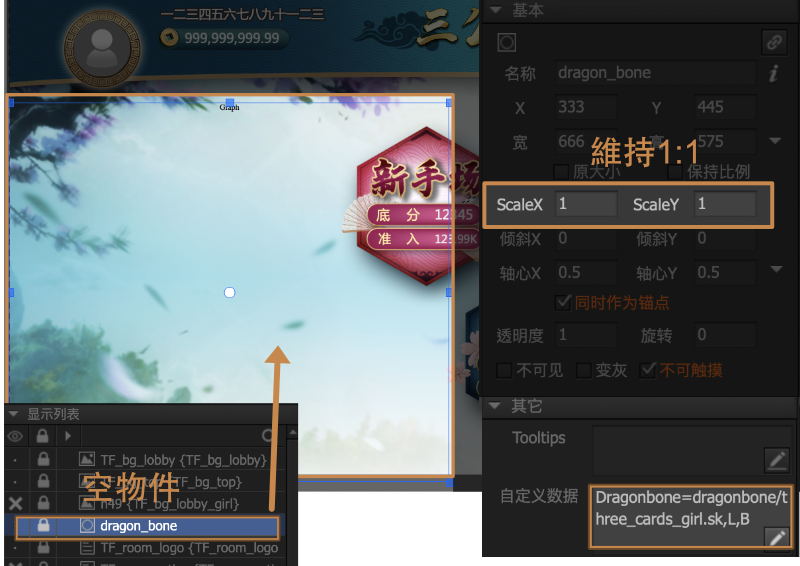 一二三四五六七八九十一二三
999,999,999.99
三
Graph
新手场
底 分 12345
准 入 123.99K
显示列表
TF_bg_lobby {TF_bg_lobby}
TF_bg_top}
空物件
n49 {TF_bg_lobby_girl}
dragon_bone
TF_room_logo {TF_room_logo
基本
名称 dragon_bone
X 333 Y 445
宽 666 高 575
維持1:1
原大小 保持比例
ScaleX 1 ScaleY 1
倾斜X 0 倾斜Y 0
轴心X 0.5 轴心Y 0.5
同时作为锚点
透明度 1 旋转 0
不可见 变灰 不可触摸
其它
Tooltips
自定义数据 Dragonbone=dragonbone/t
hree_cards_girl.sk,L,B